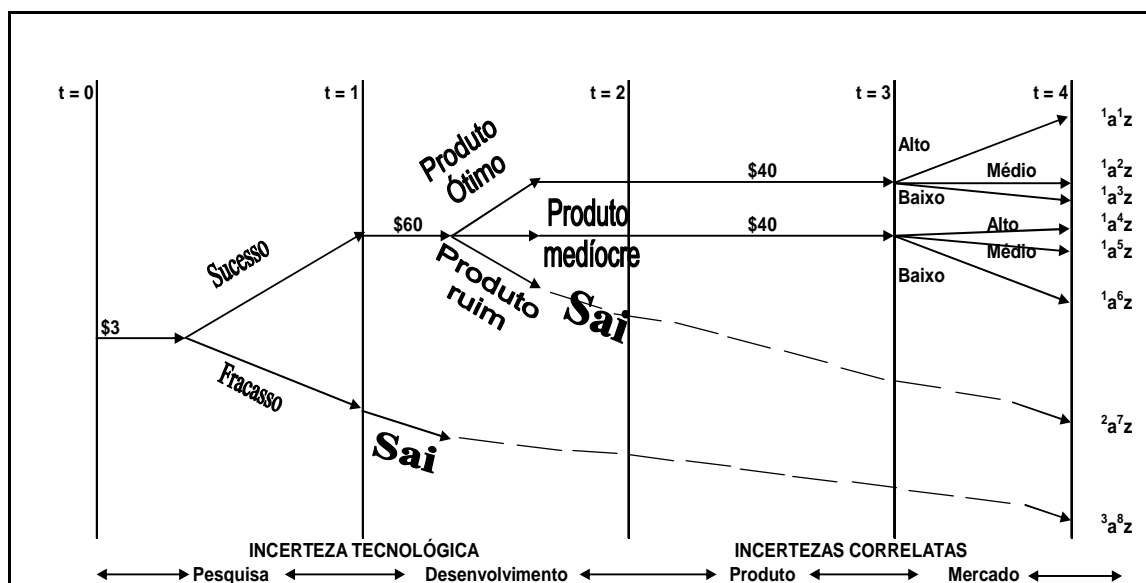 t = 0
t = 1
t = 2
t = 3
t = 4
¹a¹z
Alto
Produto
Ótimo
$40
Médio
¹a²z
Baixo
¹a³z
Sucesso
$60
Produto
medíocre
$40
Alto
¹a⁴z
Médio
¹a⁵z
Produto
ruim
Baixo
¹a⁶z
Sai
$3
Fracasso
Sai
²a⁷z
³a⁸z
INCERTEZA TECNOLÓGICA
INCERTEZAS CORRELATAS
Pesquisa
Desenvolvimento
Produto
Mercado